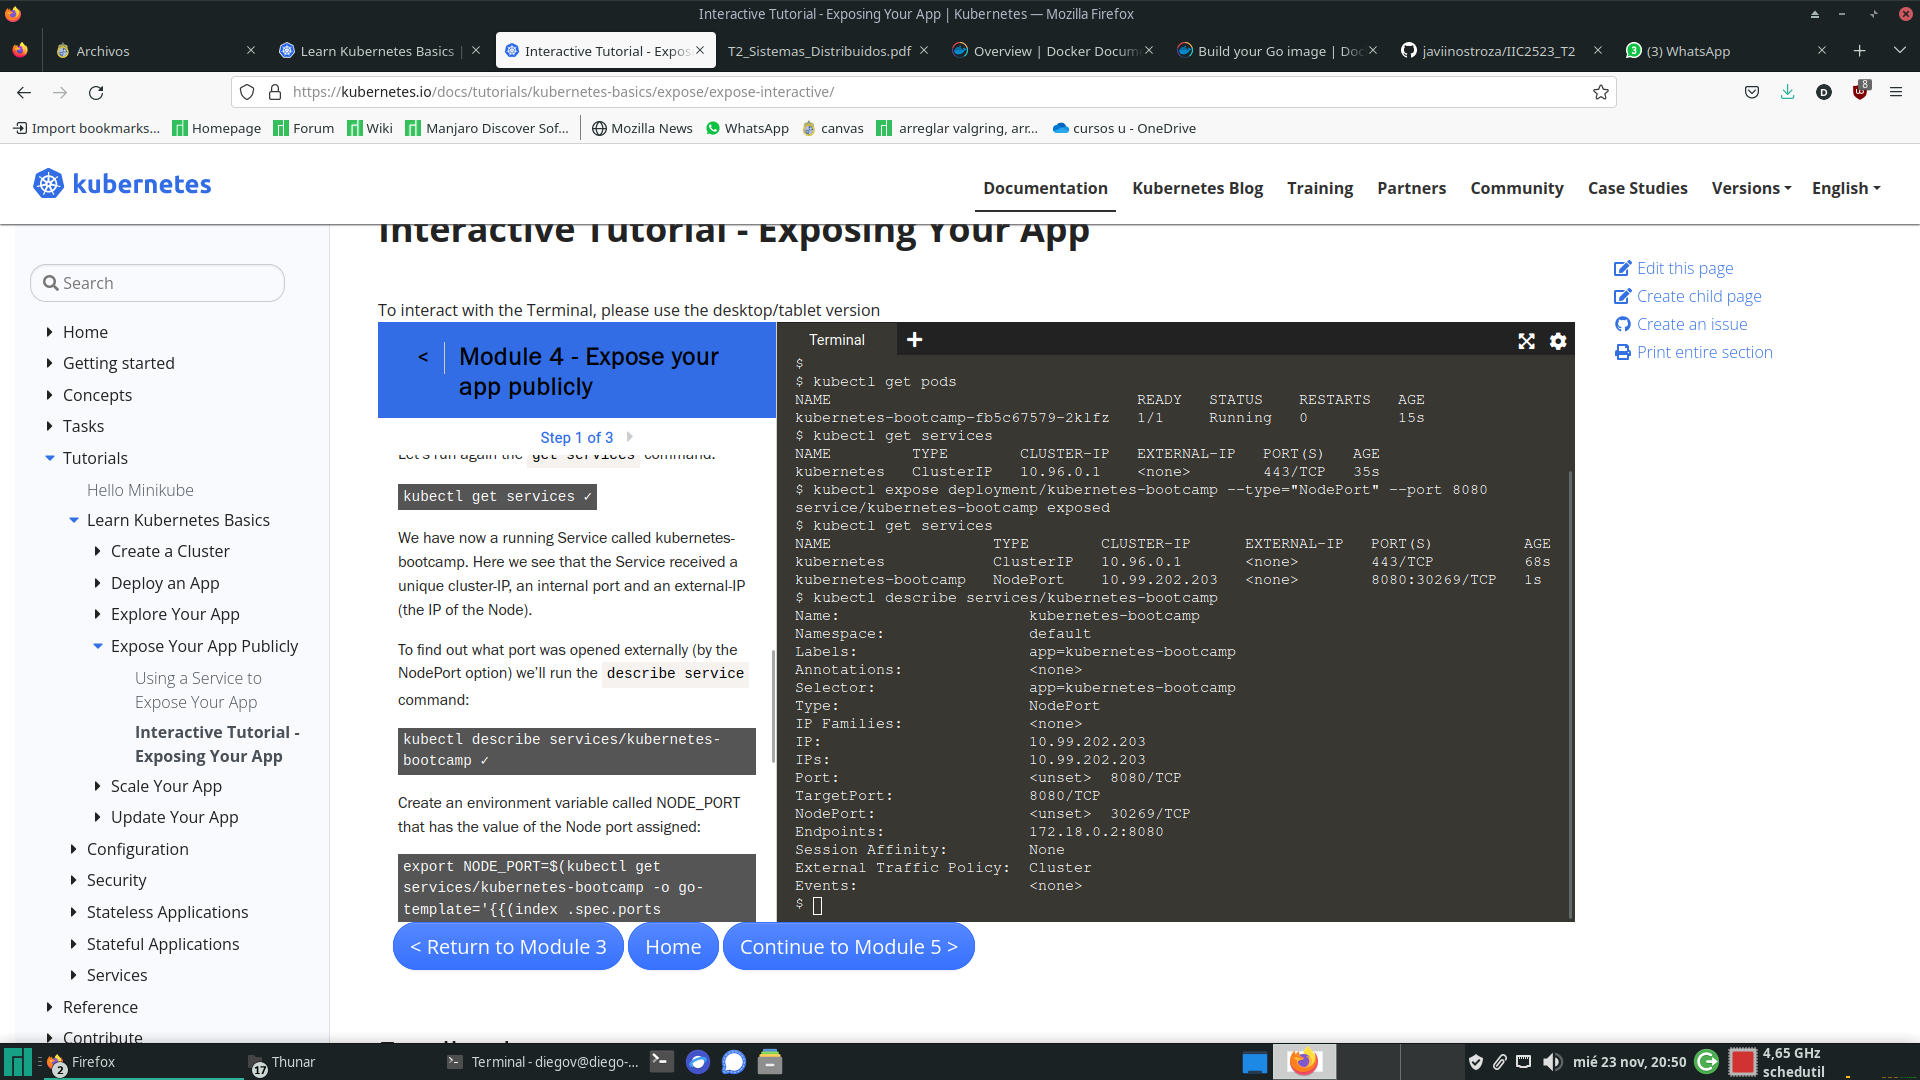 Interactive Tutorial - Exposing Your App | Kubernetes — Mozilla Firefox
Archivos
Learn Kubernetes Basics |
Interactive Tutorial - Expos
T2_Sistemas_Distribuidos.pdf
Overview | Docker Docum
Build your Go image | Doc
javiinostroza/IIC2523_T2
(3) WhatsApp
https://kubernetes.io/docs/tutorials/kubernetes-basics/expose/expose-interactive/
Import bookmarks...
Homepage
Forum
Wiki
Manjaro Discover Sof...
Mozilla News
WhatsApp
canvas
arreglar valgring, arr...
cursos u - OneDrive
kubernetes
Documentation
Kubernetes Blog
Training
Partners
Community
Case Studies
Versions
English
Search
Home
Getting started
Concepts
Tasks
Tutorials
Hello Minikube
Learn Kubernetes Basics
Create a Cluster
Deploy an App
Explore Your App
Expose Your App Publicly
Using a Service to
Expose Your App
Interactive Tutorial -
Exposing Your App
Scale Your App
Update Your App
Configuration
Security
Stateless Applications
Stateful Applications
Services
Reference
Contribute
Interactive Tutorial - Exposing Your App
To interact with the Terminal, please use the desktop/tablet version
< Module 4 - Expose your
app publicly
Step 1 of 3
Let's run again the get services command:
kubectl get services ✓
We have now a running Service called kubernetes-
bootcamp. Here we see that the Service received a
unique cluster-IP, an internal port and an external-IP
(the IP of the Node).
To find out what port was opened externally (by the
NodePort option) we'll run the describe service
command:
kubectl describe services/kubernetes-
bootcamp ✓
Create an environment variable called NODE_PORT
that has the value of the Node port assigned:
export NODE_PORT=$(kubectl get
services/kubernetes-bootcamp -o go-
template='{{(index .spec.ports
Terminal
$
$ kubectl get pods
NAME READY STATUS RESTARTS AGE
kubernetes-bootcamp-fb5c67579-2klfz 1/1 Running 0 15s
$ kubectl get services
NAME TYPE CLUSTER-IP EXTERNAL-IP PORT(S) AGE
kubernetes ClusterIP 10.96.0.1 <none> 443/TCP 35s
$ kubectl expose deployment/kubernetes-bootcamp --type="NodePort" --port 8080
service/kubernetes-bootcamp exposed
$ kubectl get services
NAME TYPE CLUSTER-IP EXTERNAL-IP PORT(S) AGE
kubernetes ClusterIP 10.96.0.1 <none> 443/TCP 68s
kubernetes-bootcamp NodePort 10.99.202.203 <none> 8080:30269/TCP 1s
$ kubectl describe services/kubernetes-bootcamp
Name: kubernetes-bootcamp
Namespace: default
Labels: app=kubernetes-bootcamp
Annotations: <none>
Selector: app=kubernetes-bootcamp
Type: NodePort
IP Families: <none>
IP: 10.99.202.203
IPs: 10.99.202.203
Port: <unset> 8080/TCP
TargetPort: 8080/TCP
NodePort: <unset> 30269/TCP
Endpoints: 172.18.0.2:8080
Session Affinity: None
External Traffic Policy: Cluster
Events: <none>
$
< Return to Module 3
Home
Continue to Module 5 >
Edit this page
Create child page
Create an issue
Print entire section
2 Firefox
17 Thunar
Terminal - diegov@diego-...
mié 23 nov, 20:50
4,65 GHz
schedutil